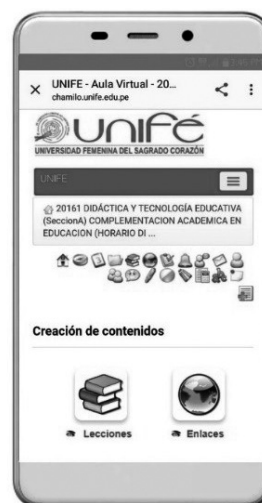 UNIFE - Aula Virtual - 20...
chamilo.unife.edu.pe
UNIFÉ
UNIVERSIDAD FEMENINA DEL SAGRADO CORAZÓN
UNIFE
20161 DIDÁCTICA Y TECNOLOGÍA EDUCATIVA
(SeccionA) COMPLEMENTACION ACADEMICA EN
EDUCACION (HORARIO DI ...
Creación de contenidos
Lecciones
Enlaces